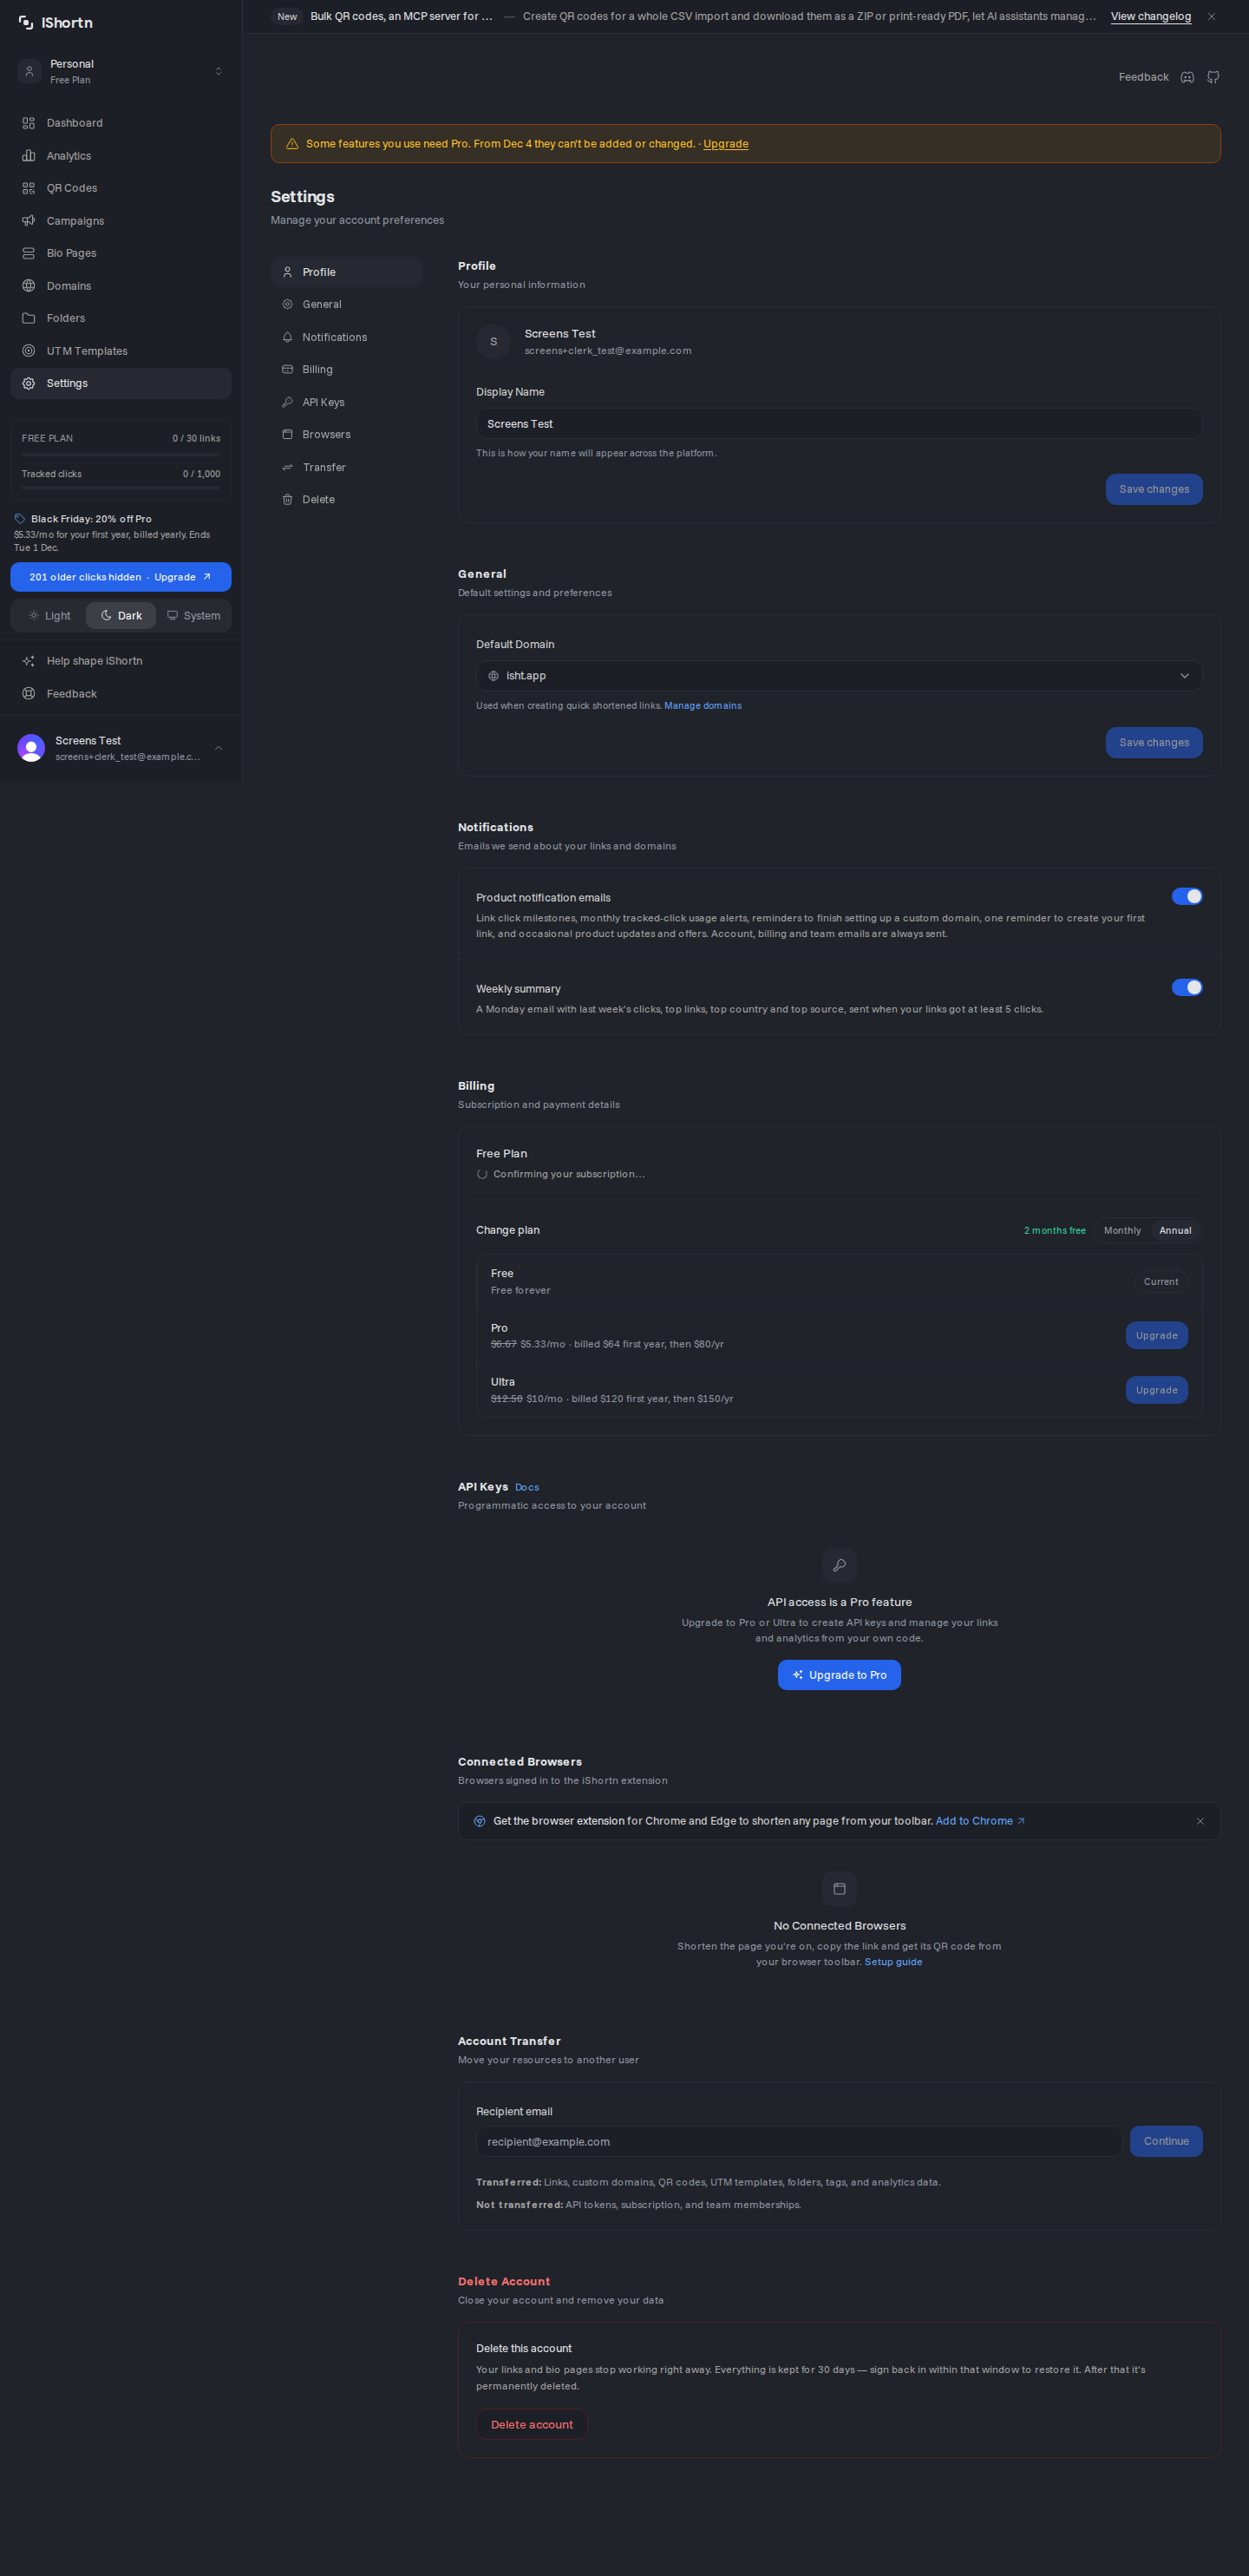 iShortn
Personal
Free Plan
Dashboard
Analytics
QR Codes
Campaigns
Bio Pages
Domains
Folders
UTM Templates
Settings
FREE PLAN 0 / 30 links
Tracked clicks 0 / 1,000
Black Friday: 20% off Pro
$5.33/mo for your first year, billed yearly. Ends
Tue 1 Dec.
201 older clicks hidden · Upgrade
Light Dark System
Help shape iShortn
Feedback
Screens Test
screens+clerk_test@example.c...
New Bulk QR codes, an MCP server for ... — Create QR codes for a whole CSV import and download them as a ZIP or print-ready PDF, let AI assistants manag... View changelog
Feedback
Some features you use need Pro. From Dec 4 they can't be added or changed. · Upgrade
Settings
Manage your account preferences
Profile
General
Notifications
Billing
API Keys
Browsers
Transfer
Delete
Profile
Your personal information
S
Screens Test
screens+clerk_test@example.com
Display Name
Screens Test
This is how your name will appear across the platform.
Save changes
General
Default settings and preferences
Default Domain
isht.app
Used when creating quick shortened links. Manage domains
Save changes
Notifications
Emails we send about your links and domains
Product notification emails
Link click milestones, monthly tracked-click usage alerts, reminders to finish setting up a custom domain, one reminder to create your first
link, and occasional product updates and offers. Account, billing and team emails are always sent.
Weekly summary
A Monday email with last week's clicks, top links, top country and top source, sent when your links got at least 5 clicks.
Billing
Subscription and payment details
Free Plan
Confirming your subscription...
Change plan 2 months free Monthly Annual
Free
Free forever
Current
Pro
$6.67 $5.33/mo · billed $64 first year, then $80/yr
Upgrade
Ultra
$12.50 $10/mo · billed $120 first year, then $150/yr
Upgrade
API Keys Docs
Programmatic access to your account
API access is a Pro feature
Upgrade to Pro or Ultra to create API keys and manage your links
and analytics from your own code.
Upgrade to Pro
Connected Browsers
Browsers signed in to the iShortn extension
Get the browser extension for Chrome and Edge to shorten any page from your toolbar. Add to Chrome
No Connected Browsers
Shorten the page you're on, copy the link and get its QR code from
your browser toolbar. Setup guide
Account Transfer
Move your resources to another user
Recipient email
recipient@example.com
Continue
Transferred: Links, custom domains, QR codes, UTM templates, folders, tags, and analytics data.
Not transferred: API tokens, subscription, and team memberships.
Delete Account
Close your account and remove your data
Delete this account
Your links and bio pages stop working right away. Everything is kept for 30 days — sign back in within that window to restore it. After that it's
permanently deleted.
Delete account